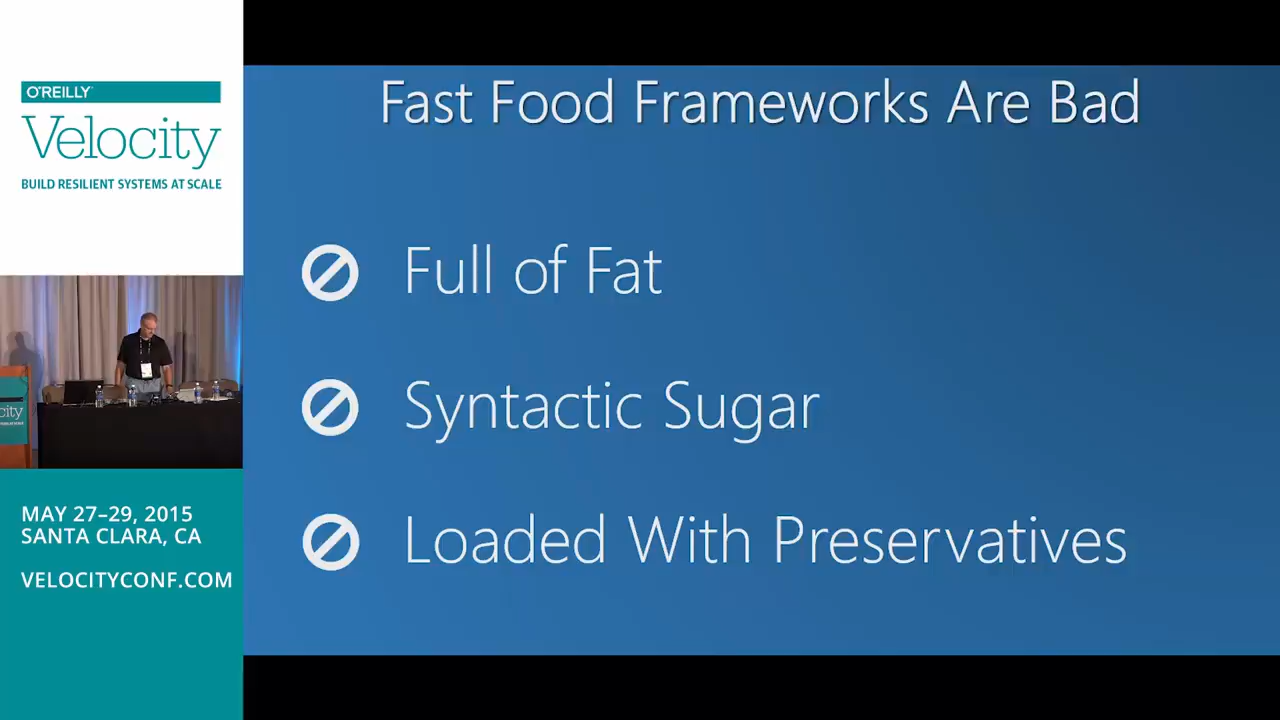 O'REILLY
Velocity
BUILD RESILIENT SYSTEMS AT SCALE
city
MAY 27–29, 2015
SANTA CLARA, CA
VELOCITYCONF.COM
Fast Food Frameworks Are Bad
Full of Fat
Syntactic Sugar
Loaded With Preservatives